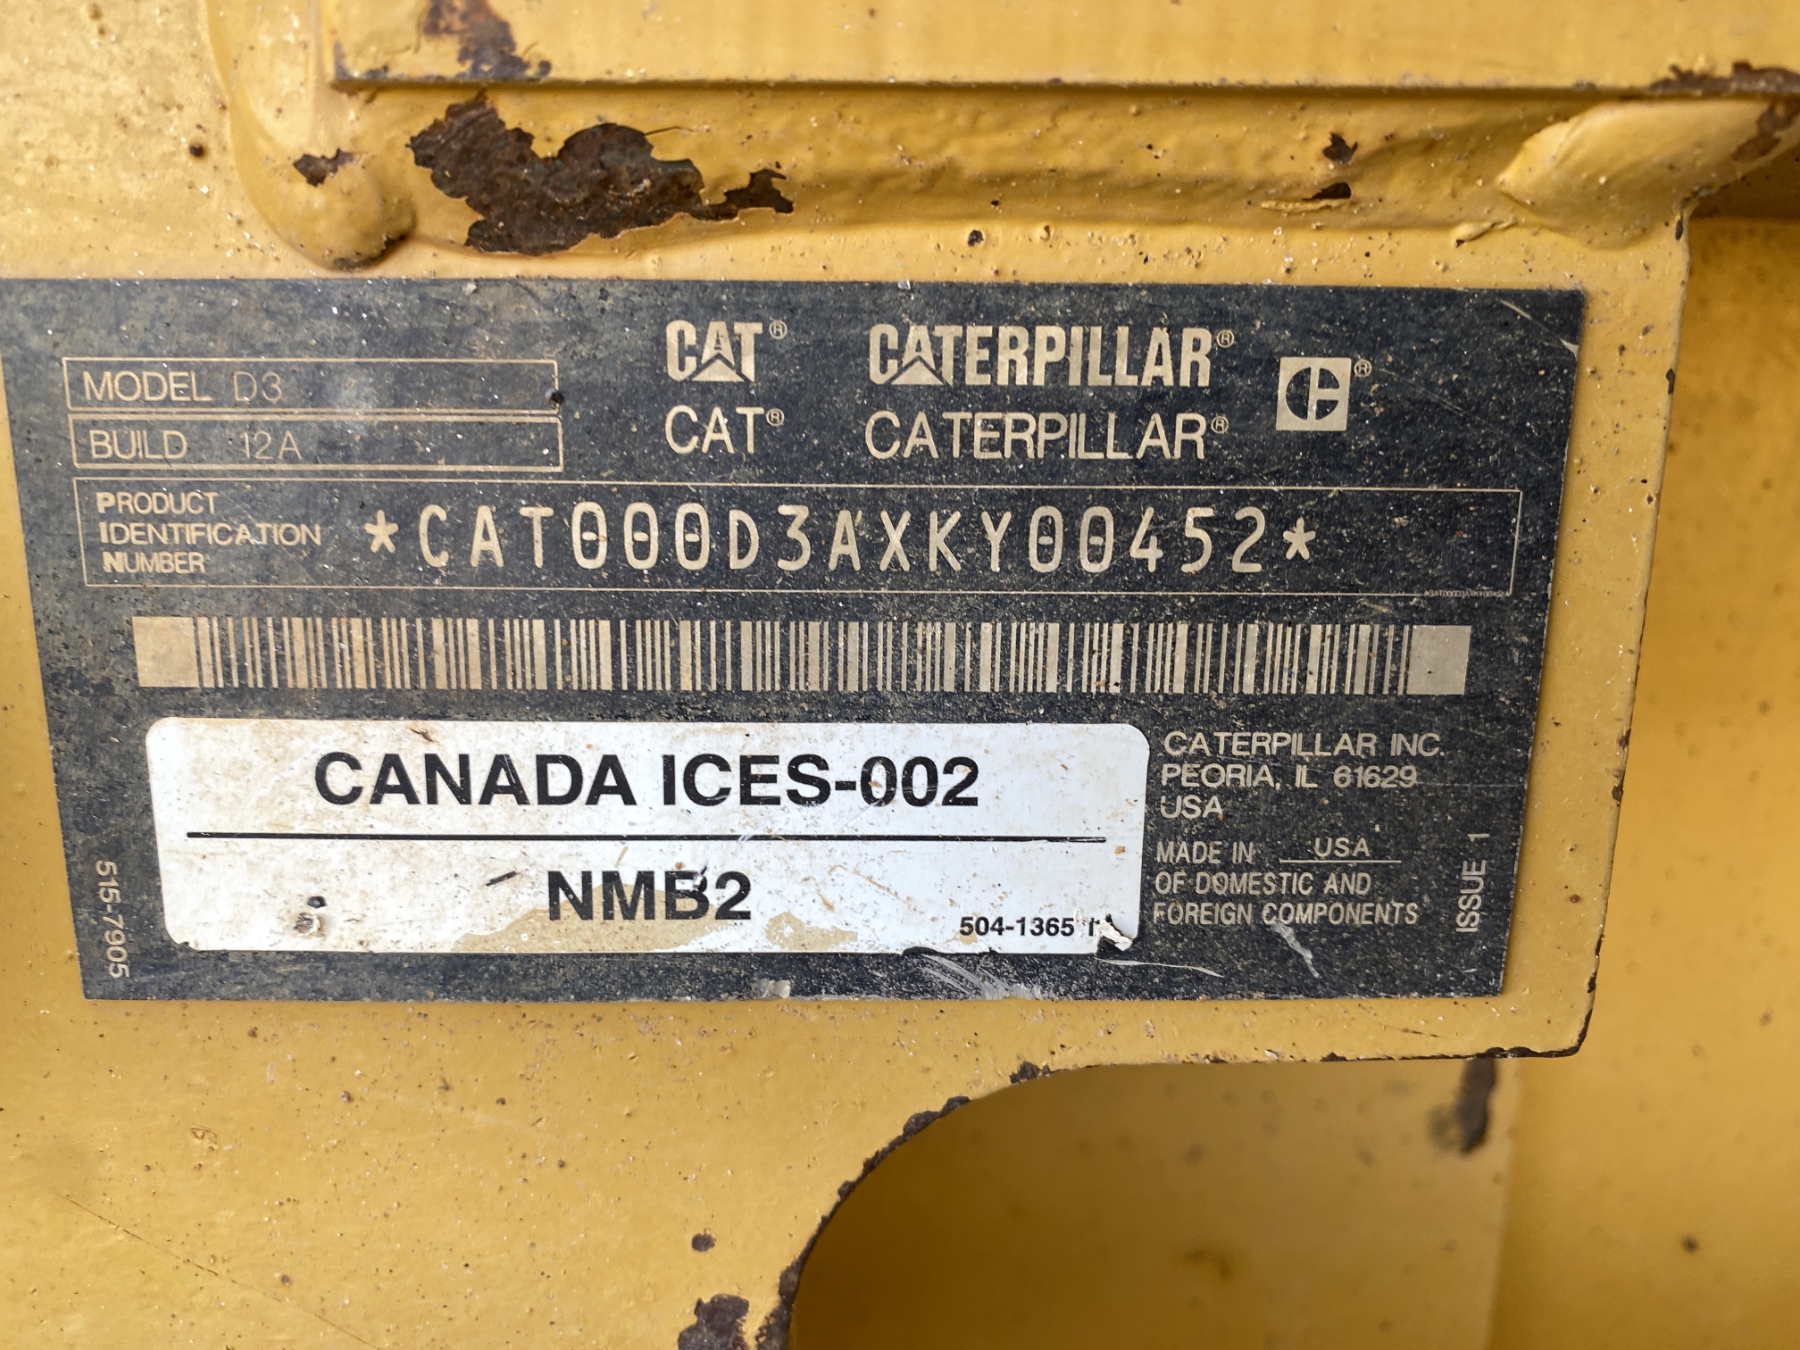 CAT® CATERPILLAR®
MODEL D3
BUILD 12A
CAT® CATERPILLAR®
PRODUCT
IDENTIFICATION
NUMBER
*CAT000D3AXKY00452*
CANADA ICES-002
NMB2
504-1365
CATERPILLAR INC.
PEORIA, IL 61629
USA
MADE IN USA
OF DOMESTIC AND
FOREIGN COMPONENTS
ISSUE 1
515-7905